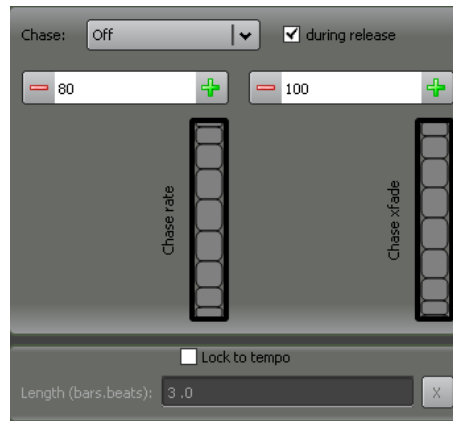 Chase: Off during release
80 100
Chase rate Chase xfade
Lock to tempo
Length (bars.beats): 3 .0 X